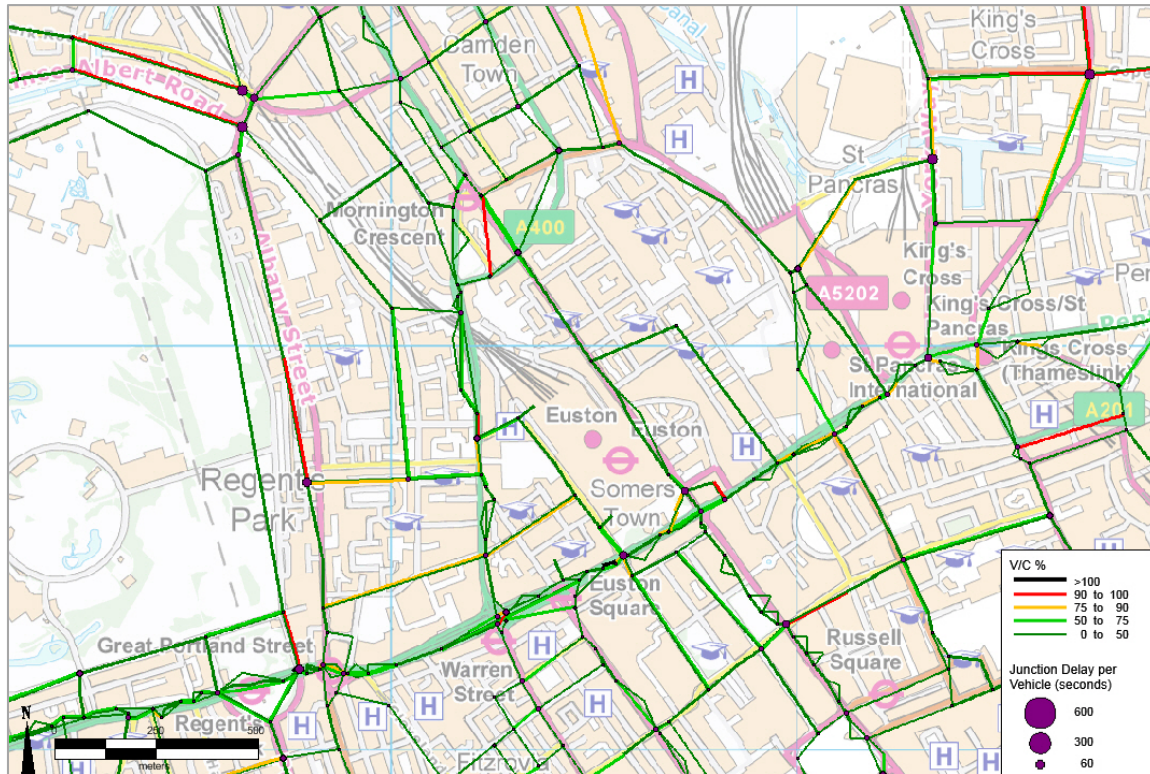 King's
Cross
Camden
Town
Albert Road
St
Pancras
Mornington
Crescent
A400
King's
Cross
A5202
King's Cross/St
Pancras
Albany Street
St Pancras
International
King's Cross
(Thameslink)
A201
Euston
Euston
Regent's
Park
Somers
Town
Euston
Square
Great Portland Street
Russell
Square
Warren
Street
Regent's
Fitzrovia
H
H
H
H
H
H
H
H
H
H
N
0 250 500
meters
V/C %
>100
90 to 100
75 to 90
50 to 75
0 to 50
Junction Delay per
Vehicle (seconds)
600
300
60